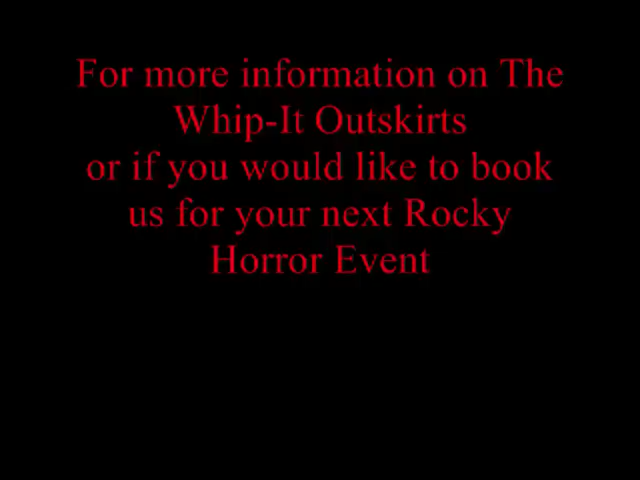 For more information on The
Whip-It Outskirts
or if you would like to book
us for your next Rocky
Horror Event